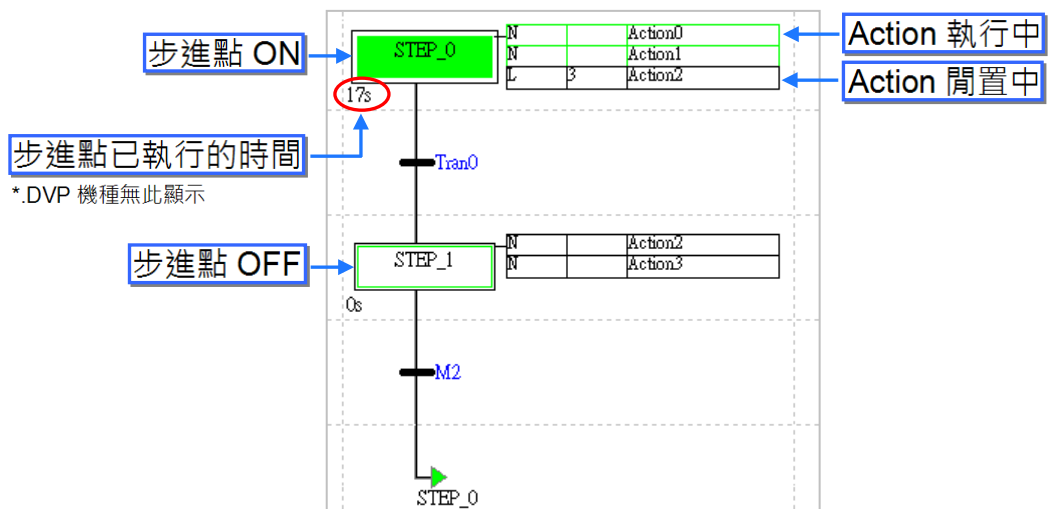 步進點 ON
STEP_0
N Action0
N Action1
L 3 Action2
Action 執行中
Action 閒置中
17s
步進點已執行的時間
*.DVP 機種無此顯示
Tran0
步進點 OFF
STEP_1
N Action2
N Action3
0s
M2
STEP_0